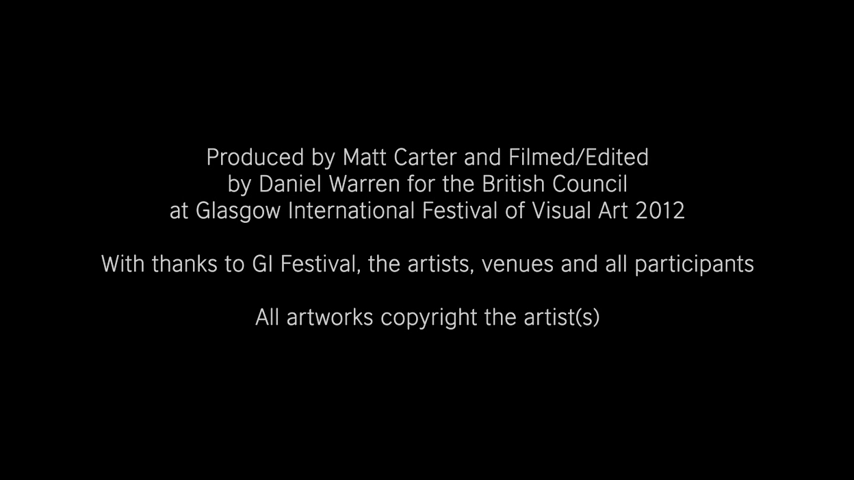 Produced by Matt Carter and Filmed/Edited
by Daniel Warren for the British Council
at Glasgow International Festival of Visual Art 2012
With thanks to GI Festival, the artists, venues and all participants
All artworks copyright the artist(s)